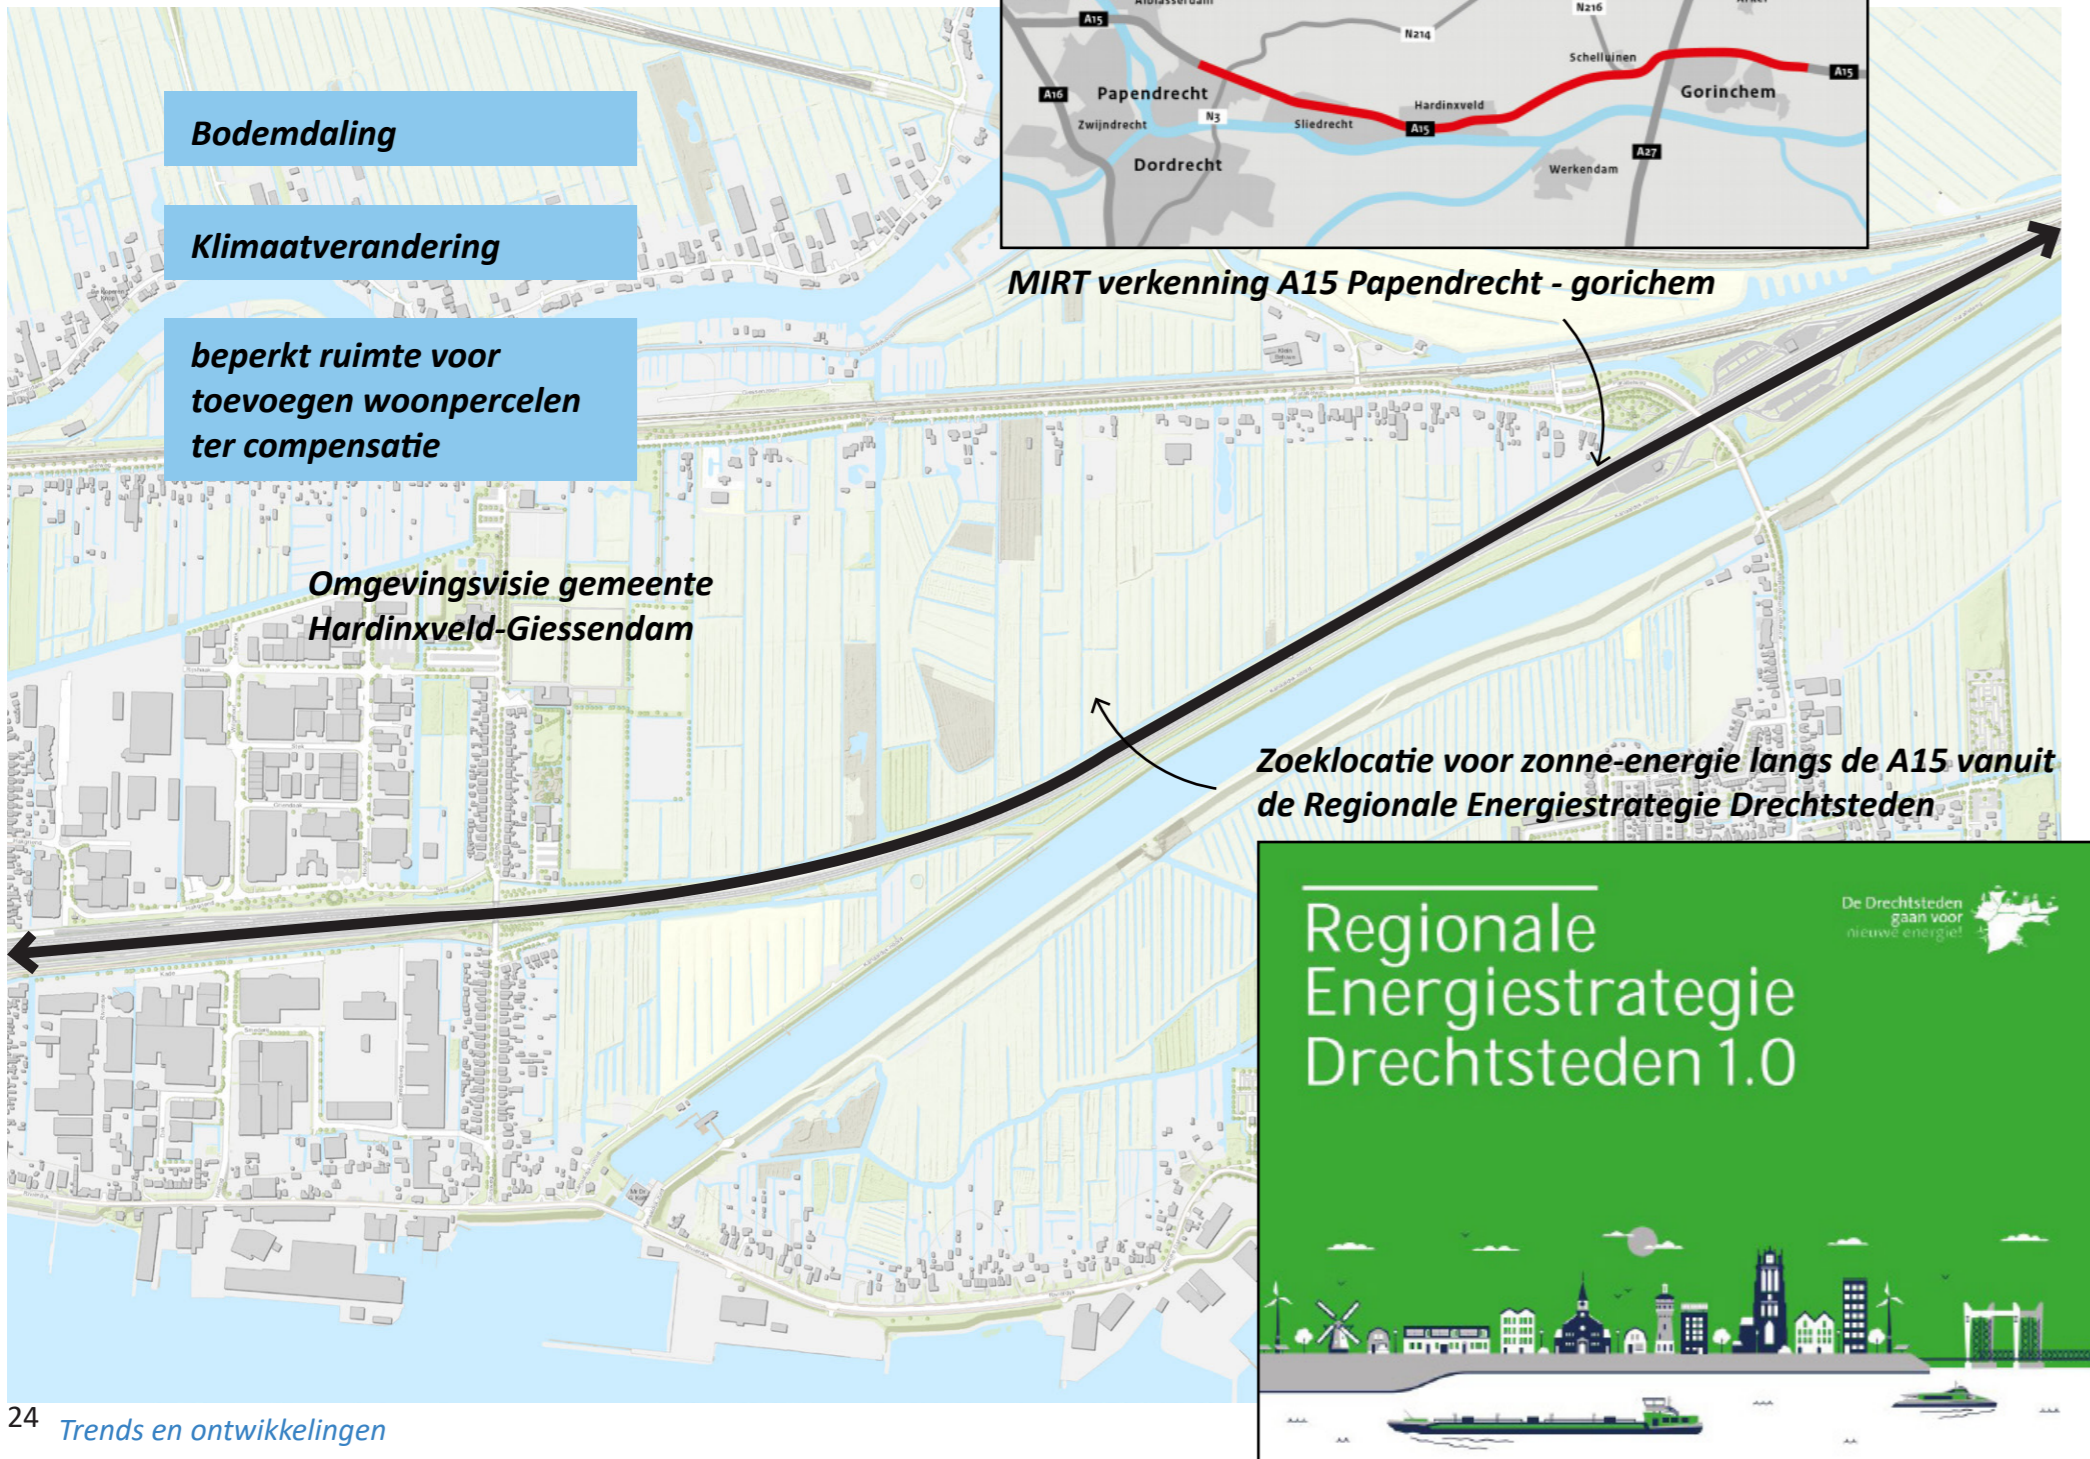 Alblasserdam
A15
N214
N216
Schelluinen
A15
A16
Papendrecht
Gorinchem
Zwijndrecht
N3
Sliedrecht
Hardinxveld
A15
Dordrecht
A27
Werkendam
Bodemdaling
Klimaatverandering
MIRT verkenning A15 Papendrecht - gorichem
beperkt ruimte voor
toevoegen woonpercelen
ter compensatie
Omgevingsvisie gemeente
Hardinxveld-Giessendam
Zoeklocatie voor zonne-energie langs de A15 vanuit
de Regionale Energiestrategie Drechtsteden
Regionale
Energiestrategie
Drechtsteden 1.0
De Drechtsteden
gaan voor
nieuwe energie!
24 Trends en ontwikkelingen